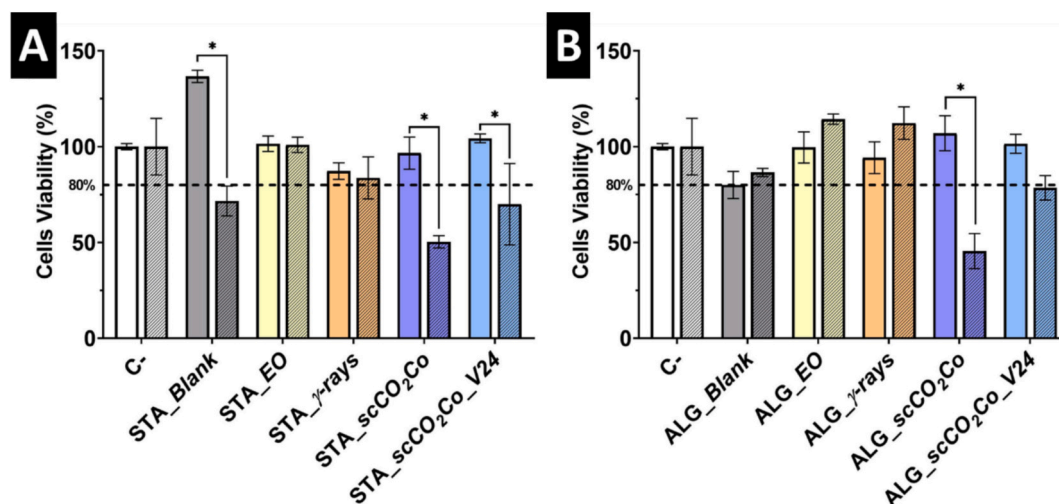 A
Cells Viability (%)
150
100
80%
50
0
*
*
*
C-
STA_Blank
STA_EO
STA_γ-rays
STA_scCO₂Co
STA_scCO₂Co_V24
B
Cells Viability (%)
150
100
80%
50
0
*
C-
ALG_Blank
ALG_EO
ALG_γ-rays
ALG_scCO₂Co
ALG_scCO₂Co_V24